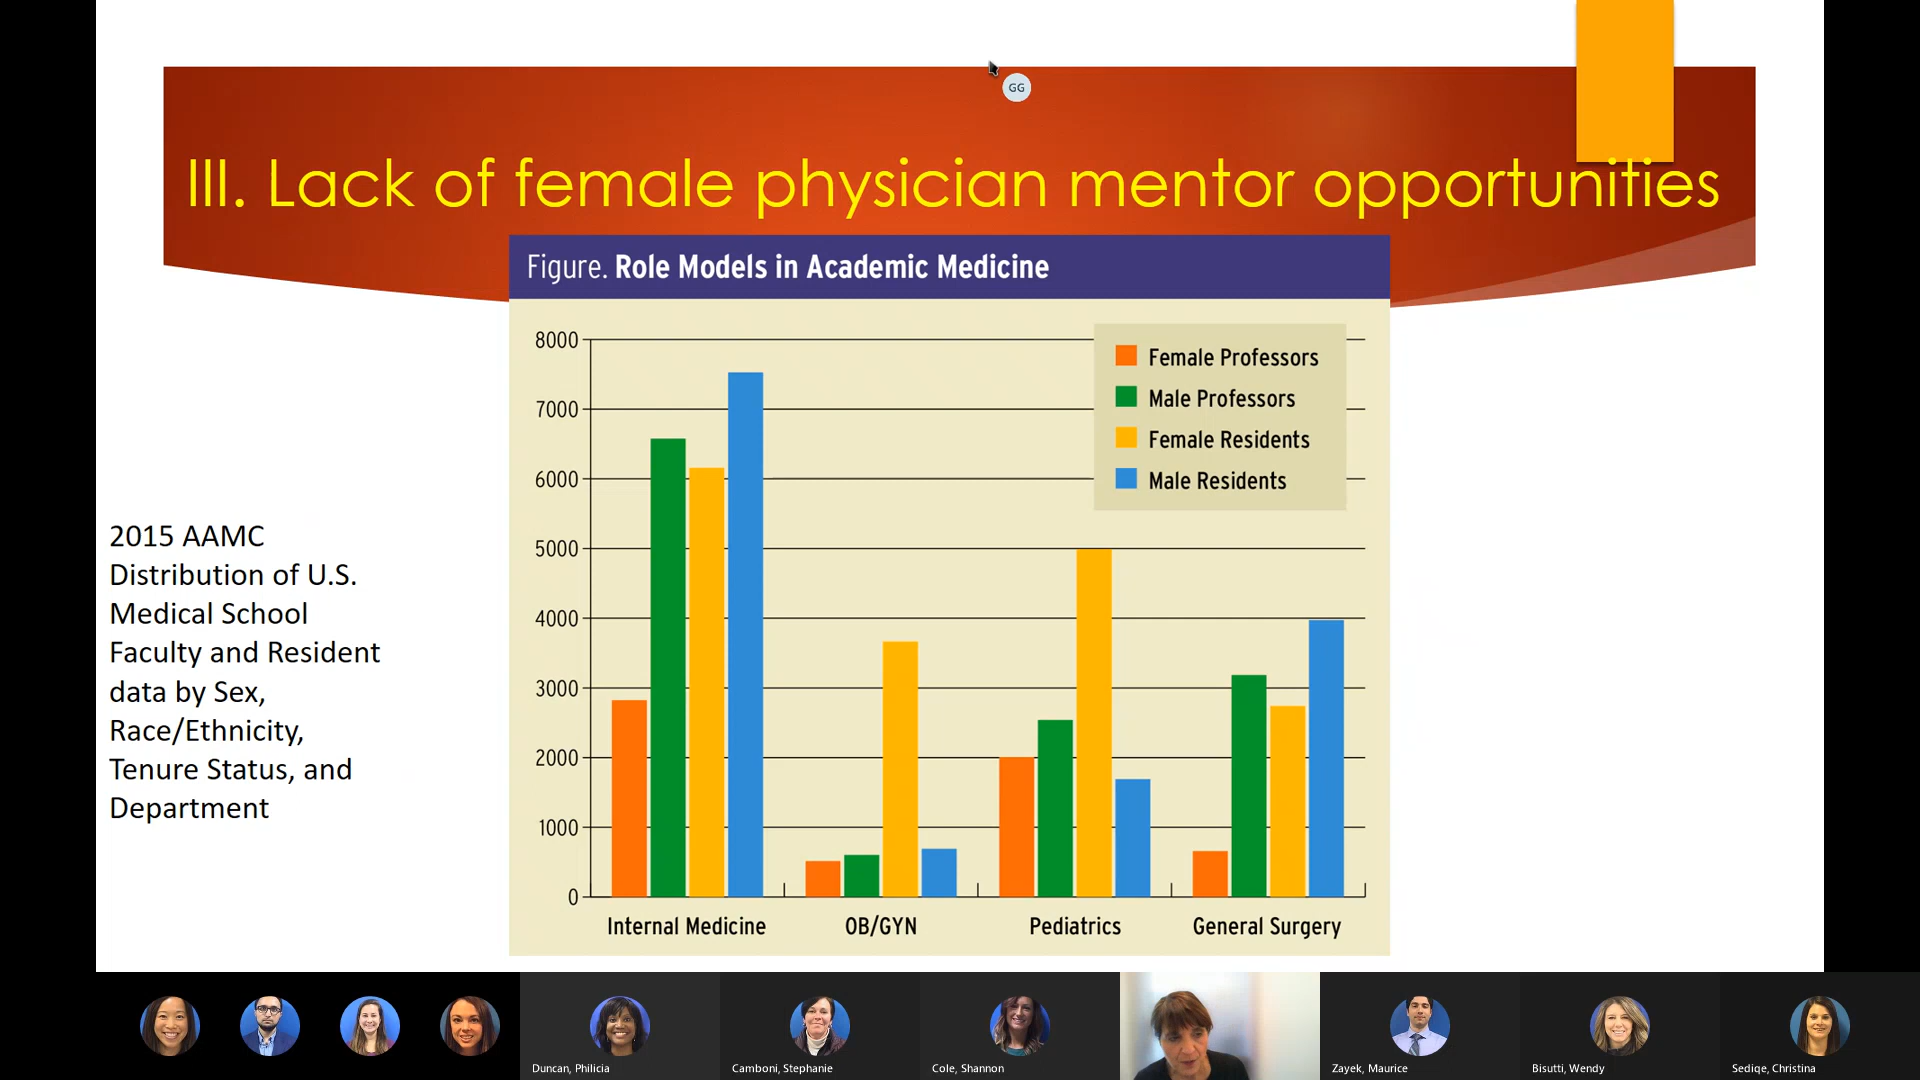 GG
III. Lack of female physician mentor opportunities
Figure. Role Models in Academic Medicine
8000
7000
6000
5000
4000
3000
2000
1000
0
Female Professors
Male Professors
Female Residents
Male Residents
Internal Medicine
OB/GYN
Pediatrics
General Surgery
2015 AAMC
Distribution of U.S.
Medical School
Faculty and Resident
data by Sex,
Race/Ethnicity,
Tenure Status, and
Department
Duncan, Philicia
Camboni, Stephanie
Cole, Shannon
Zayek, Maurice
Bisutti, Wendy
Sediqe, Christina